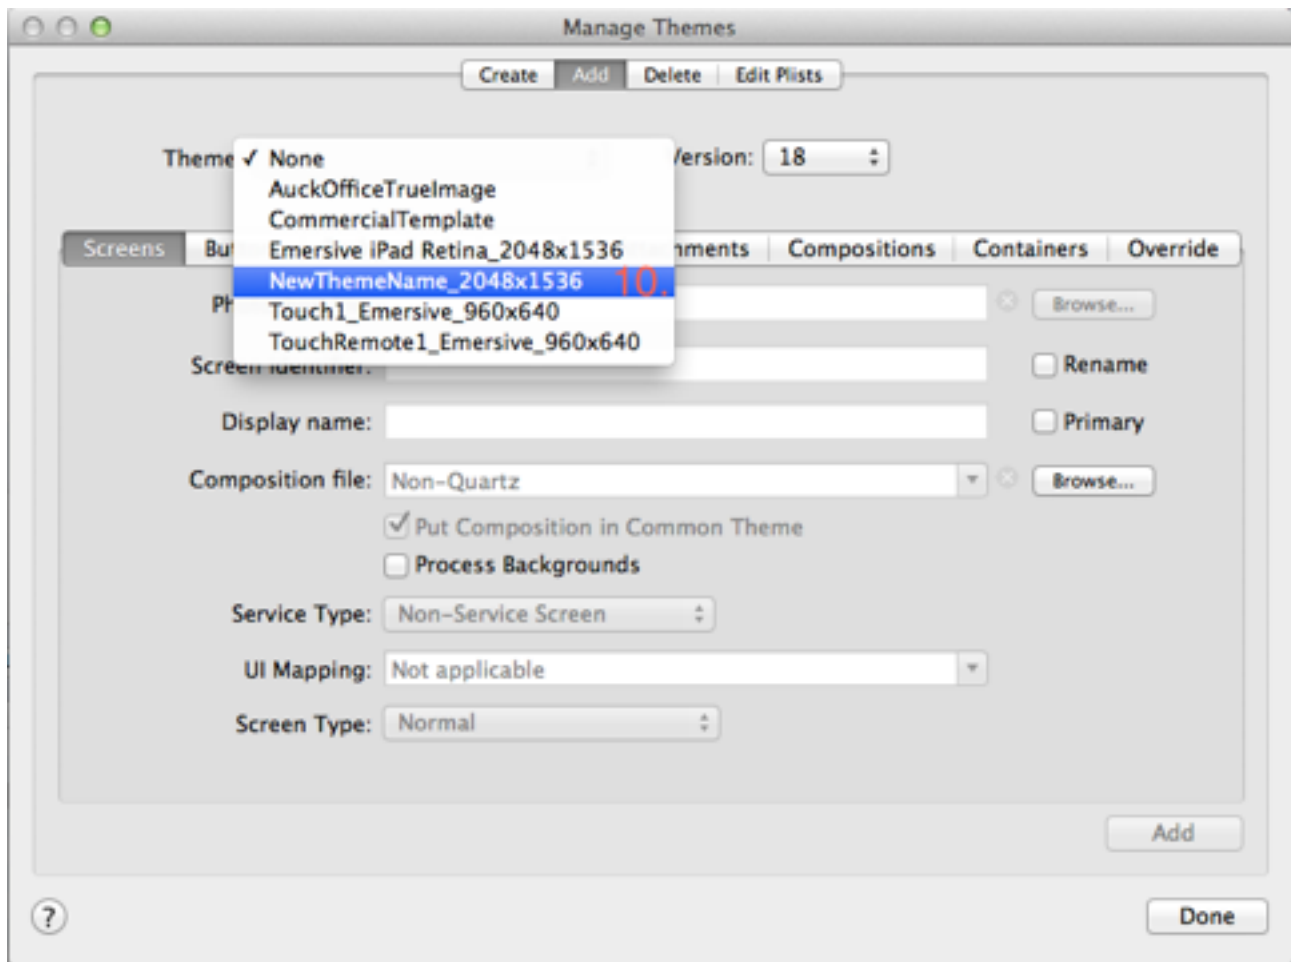 Manage Themes
Create Add Delete Edit Plists
Theme ✓ None Version: 18
AuckOfficeTrueImage
CommercialTemplate
Screens Emersive iPad Retina_2048x1536 Compositions Containers Override
NewThemeName_2048x1536 10.
Touch1_Emersive_960x640 Browse...
TouchRemote1_Emersive_960x640
Screen Identifier: Rename
Display name: Primary
Composition file: Non-Quartz Browse...
Put Composition in Common Theme
Process Backgrounds
Service Type: Non-Service Screen
UI Mapping: Not applicable
Screen Type: Normal
Add
? Done